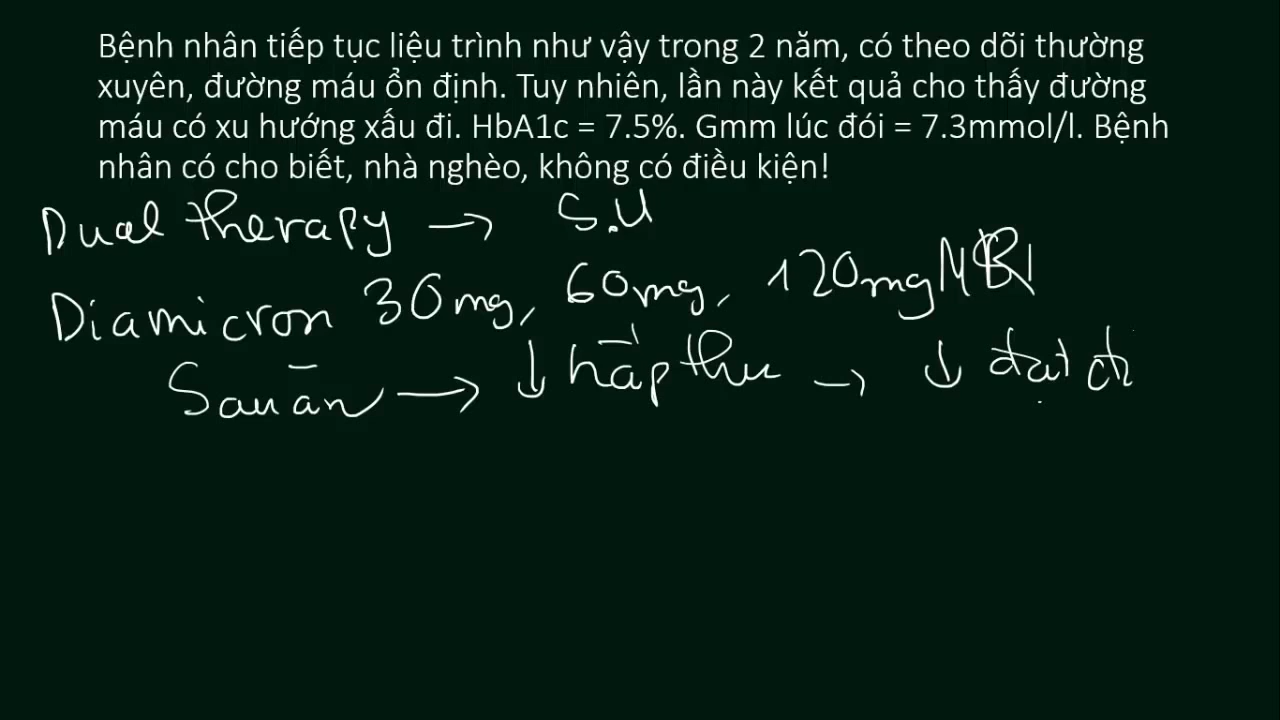 Bệnh nhân tiếp tục liệu trình như vậy trong 2 năm, có theo dõi thường
xuyên, đường máu ổn định. Tuy nhiên, lần này kết quả cho thấy đường
máu có xu hướng xấu đi. HbA1c = 7.5%. Gmm lúc đói = 7.3mmol/l. Bệnh
nhân có cho biết, nhà nghèo, không có điều kiện!
Dual therapy → S.U
Diamicron 30mg, 60mg, 120mg
Sau ăn → ↓ hấp thu → ↓ đạt